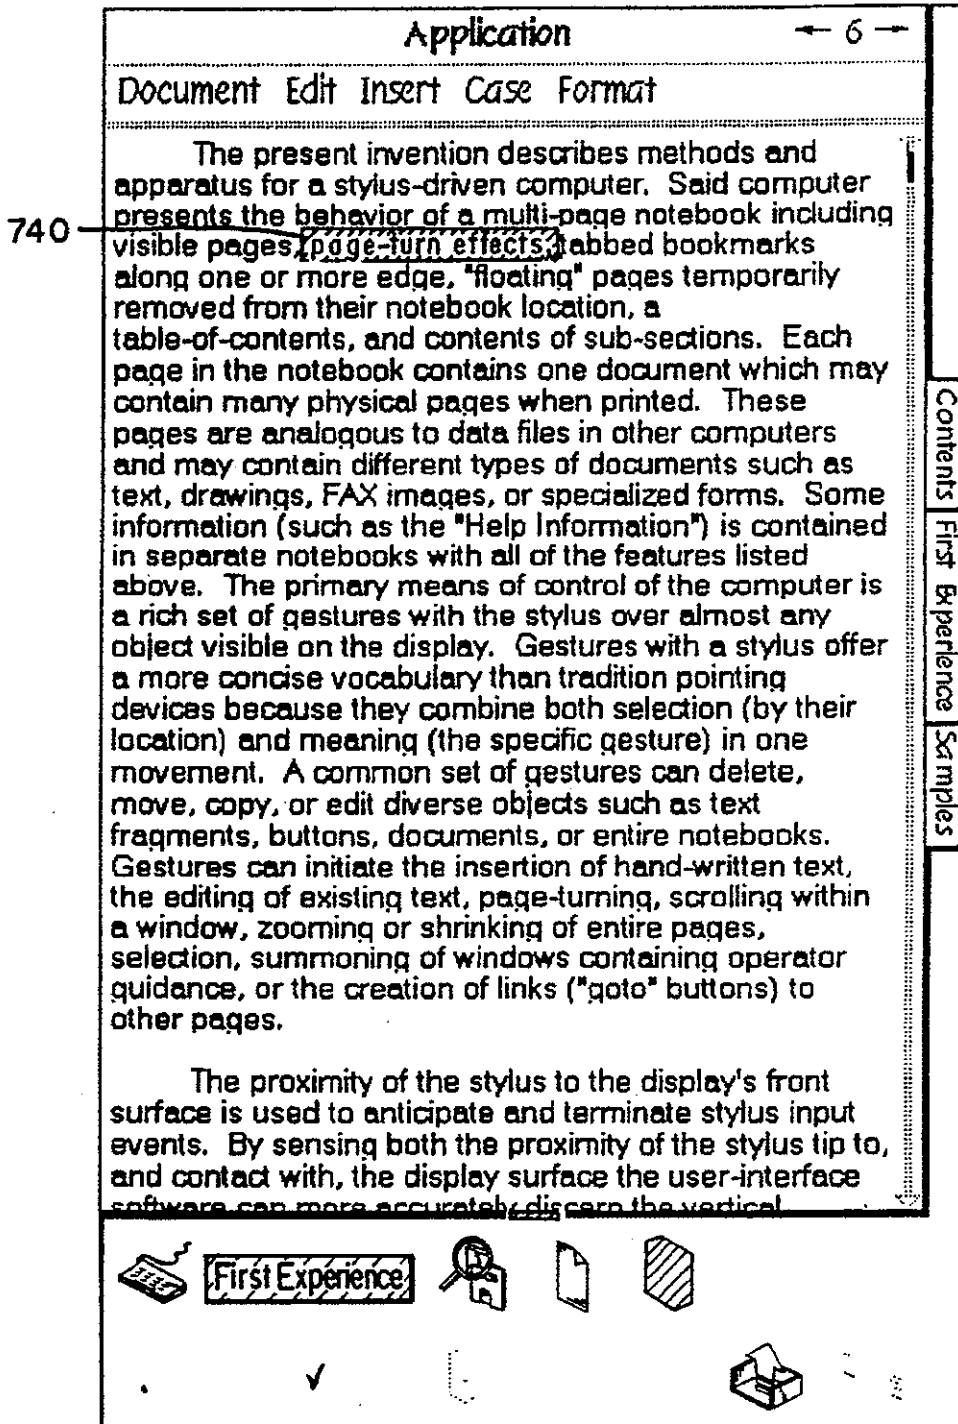 Application ← 6 →
Document Edit Insert Case Format
The present invention describes methods and
apparatus for a stylus-driven computer. Said computer
presents the behavior of a multi-page notebook including
740
visible pages, page-turn effects, tabbed bookmarks
along one or more edge, "floating" pages temporarily
removed from their notebook location, a
table-of-contents, and contents of sub-sections. Each
page in the notebook contains one document which may
contain many physical pages when printed. These
pages are analogous to data files in other computers
and may contain different types of documents such as
text, drawings, FAX images, or specialized forms. Some
information (such as the "Help Information") is contained
in separate notebooks with all of the features listed
above. The primary means of control of the computer is
a rich set of gestures with the stylus over almost any
object visible on the display. Gestures with a stylus offer
a more concise vocabulary than tradition pointing
devices because they combine both selection (by their
location) and meaning (the specific gesture) in one
movement. A common set of gestures can delete,
move, copy, or edit diverse objects such as text
fragments, buttons, documents, or entire notebooks.
Gestures can initiate the insertion of hand-written text,
the editing of existing text, page-turning, scrolling within
a window, zooming or shrinking of entire pages,
selection, summoning of windows containing operator
guidance, or the creation of links ("goto" buttons) to
other pages.
The proximity of the stylus to the display's front
surface is used to anticipate and terminate stylus input
events. By sensing both the proximity of the stylus tip to,
and contact with, the display surface the user-interface
software can more accurately discern the vertical
Contents
First Experience
Samples
First Experience